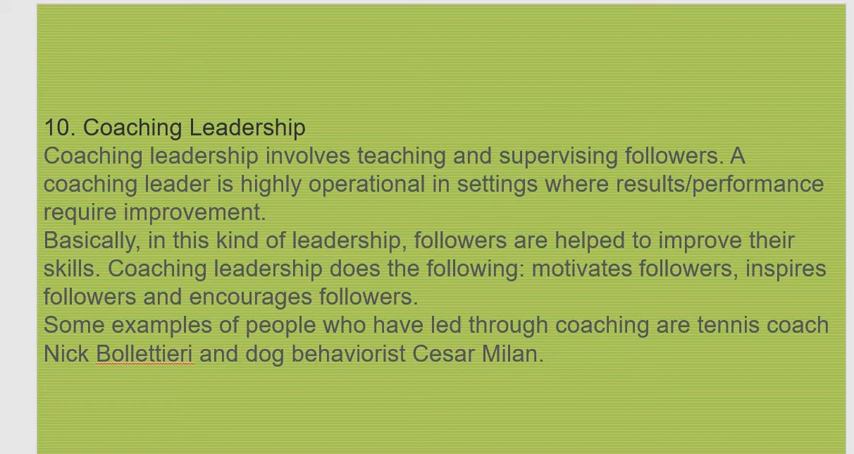 10. Coaching Leadership
Coaching leadership involves teaching and supervising followers. A
coaching leader is highly operational in settings where results/performance
require improvement.
Basically, in this kind of leadership, followers are helped to improve their
skills. Coaching leadership does the following: motivates followers, inspires
followers and encourages followers.
Some examples of people who have led through coaching are tennis coach
Nick Bollettieri and dog behaviorist Cesar Milan.